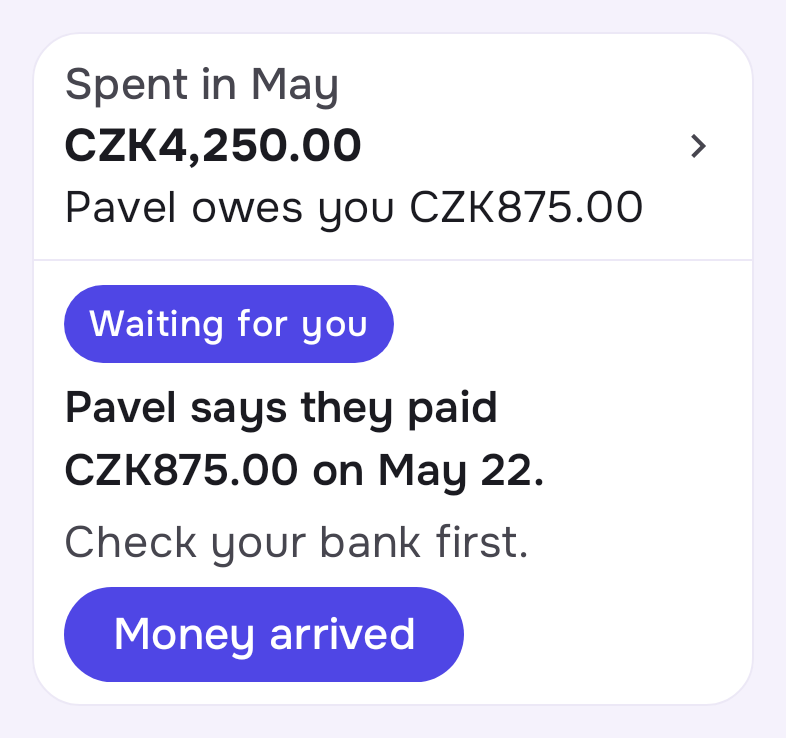 Spent in May
CZK4,250.00
Pavel owes you CZK875.00
Waiting for you
Pavel says they paid
CZK875.00 on May 22.
Check your bank first.
Money arrived